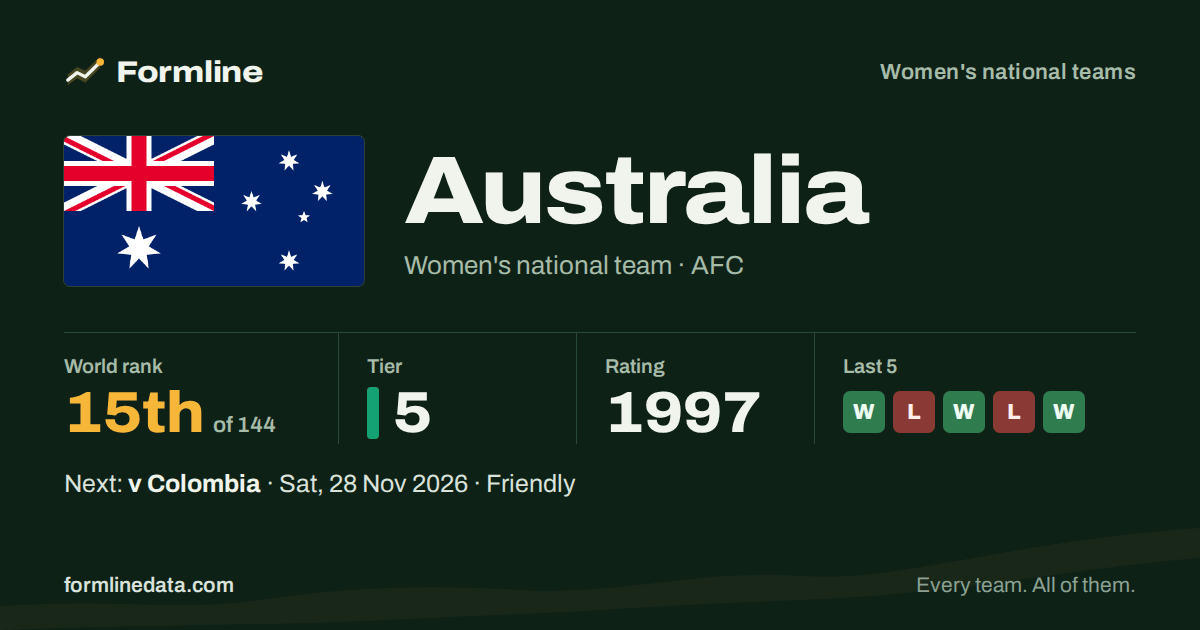 Formline
Women's national teams
Australia
Women's national team · AFC
World rank
15th of 144
Tier
5
Rating
1997
Last 5
W L W L W
Next: v Colombia · Sat, 28 Nov 2026 · Friendly
formlinedata.com
Every team. All of them.